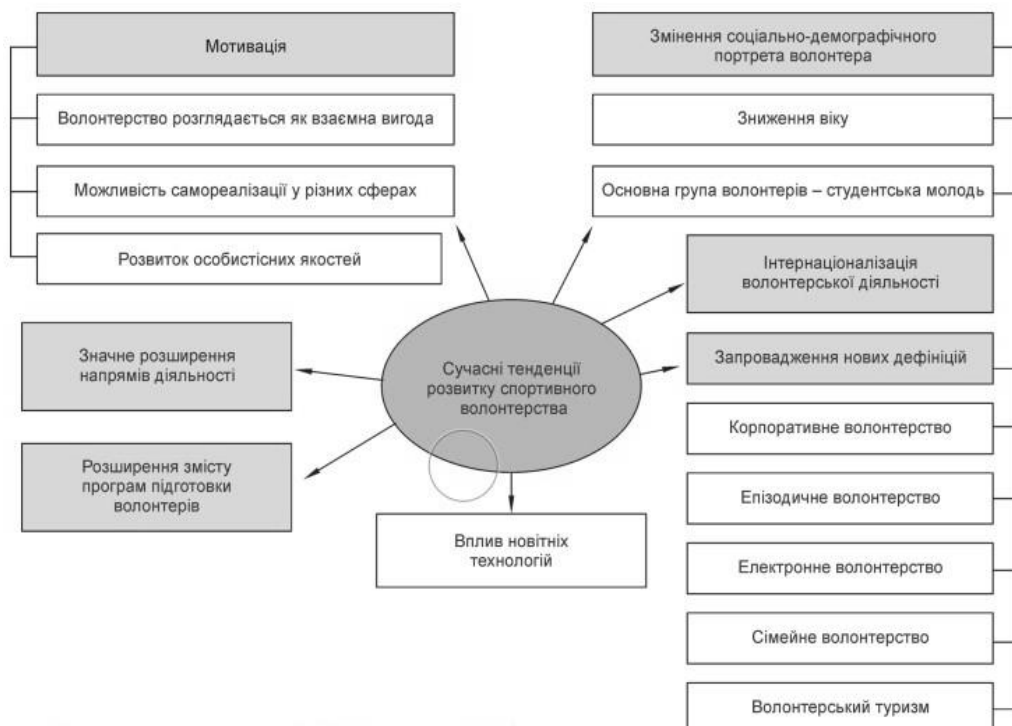 Мотивація
Волонтерство розглядається як взаємна вигода
Можливість самореалізації у різних сферах
Розвиток особистісних якостей
Змінення соціально-демографічного
портрета волонтера
Зниження віку
Основна група волонтерів – студентська молодь
Інтернаціоналізація
волонтерської діяльності
Запровадження нових дефініцій
Корпоративне волонтерство
Епізодичне волонтерство
Електронне волонтерство
Сімейне волонтерство
Волонтерський туризм
Значне розширення
напрямів діяльності
Розширення змісту
програм підготовки
волонтерів
Сучасні тенденції
розвитку спортивного
волонтерства
Вплив новітніх
технологій